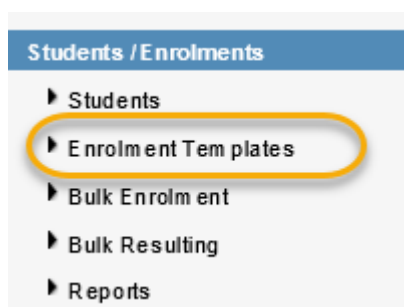 Students / Enrolments
Students
Enrolment Templates
Bulk Enrolment
Bulk Resulting
Reports